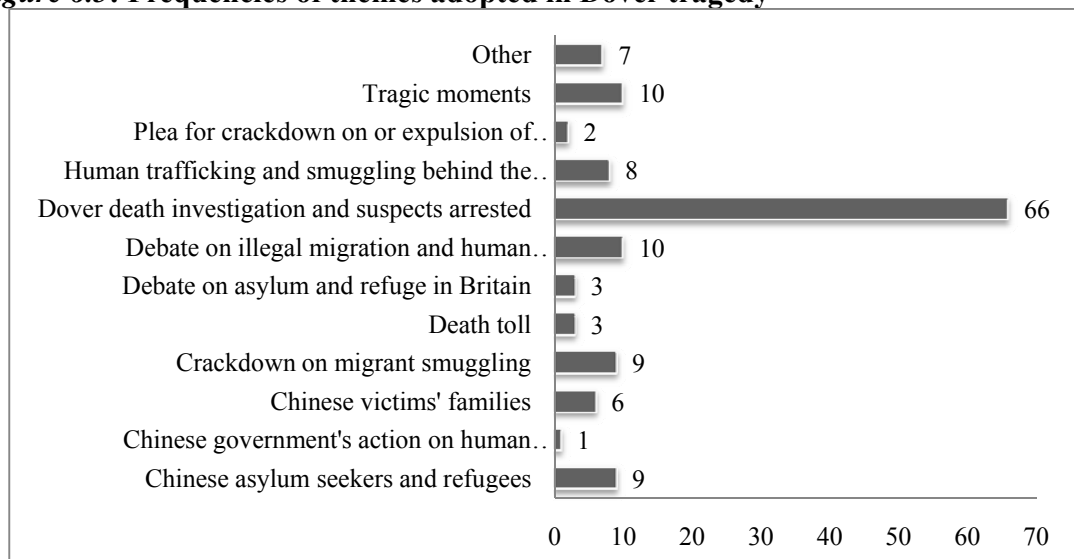 gure 6.5: Frequencies of themes adopted in Dover tragedy
Other 7
Tragic moments 10
Plea for crackdown on or expulsion of.. 2
Human trafficking and smuggling behind the.. 8
Dover death investigation and suspects arrested 66
Debate on illegal migration and human.. 10
Debate on asylum and refuge in Britain 3
Death toll 3
Crackdown on migrant smuggling 9
Chinese victims' families 6
Chinese government's action on human.. 1
Chinese asylum seekers and refugees 9
0 10 20 30 40 50 60 70